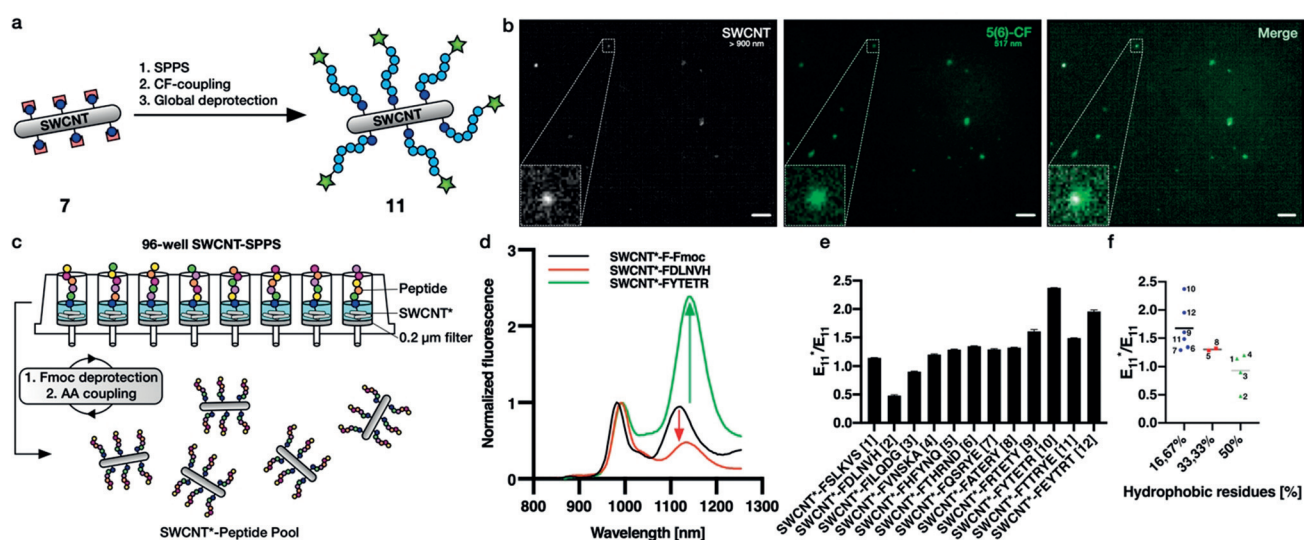 a
SWCNT
7
1. SPPS
2. CF-coupling
3. Global deprotection
SWCNT
11
b
SWCNT
> 900 nm
5(6)-CF
517 nm
Merge
c
96-well SWCNT-SPPS
Peptide
SWCNT*
0.2 µm filter
1. Fmoc deprotection
2. AA coupling
SWCNT*-Peptide Pool
d
Normalized fluorescence
3
2
1
0
SWCNT*-F-Fmoc
SWCNT*-FDLNVH
SWCNT*-FYTETR
800 900 1000 1100 1200 1300
Wavelength [nm]
e
E11*/E11
2.5
2.0
1.5
1.0
0.5
0.0
SWCNT*-FSLKVS [1]
SWCNT*-FDLNVH [2]
SWCNT*-FILQDG [3]
SWCNT*-FVNSKA [4]
SWCNT*-FHFYNQ [5]
SWCNT*-FTHRND [6]
SWCNT*-FQSRVE [7]
SWCNT*-FATERY [8]
SWCNT*-FRTETY [9]
SWCNT*-FYTETR [10]
SWCNT*-FTTRYE [11]
SWCNT*-FEYTRT [12]
f
E11*/E11
2.5
2.0
1.5
1.0
0.5
0.0
10
12
9
11
7
6
8
5
1
4
3
2
16,67%
33,33%
50%
Hydrophobic residues [%]